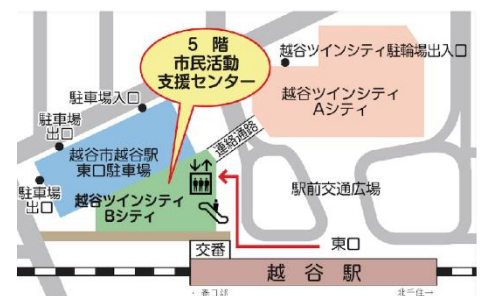 5 階
市民活動
支援センター
越谷ツインシティ駐輪場出入口
越谷ツインシティ
Aシティ
駐車場入口
駐車場
出口
連絡通路
越谷市越谷駅
東口駐車場
駐車場
出口
越谷ツインシティ
Bシティ
駅前交通広場
交番
東口
越谷駅
北千住→